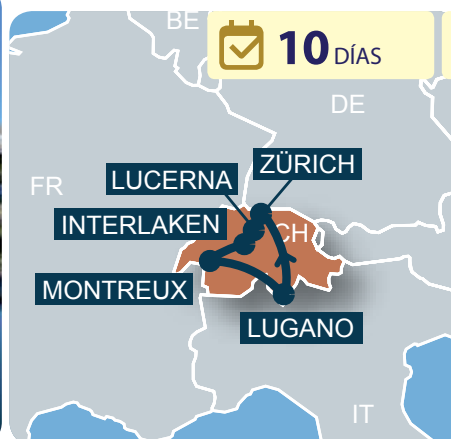 BE
10 DÍAS
DE
ZÜRICH
LUCERNA
FR
INTERLAKEN
CH
MONTREUX
LUGANO
IT